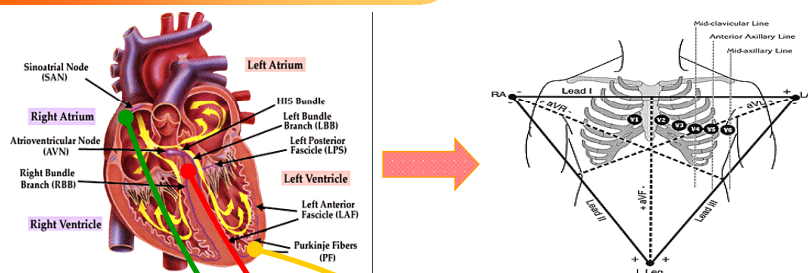 Sinoatrial Node
(SAN)
Left Atrium
HIS Bundle
Right Atrium
Left Bundle
Branch (LBB)
Atrioventricular Node
(AVN)
Left Posterior
Fascicle (LPS)
Right Bundle
Branch (RBB)
Left Ventricle
Left Anterior
Fascicle (LAF)
Right Ventricle
Purkinje Fibers
(PF)
Mid-clavicular Line
Anterior Axillary Line
Mid-axillary Line
RA
-
Lead I
+
LA
aVR
aVL
V1
V2
V3
V4
V5
V6
+ aVF -
Lead II
Lead III
+
+
L Leg